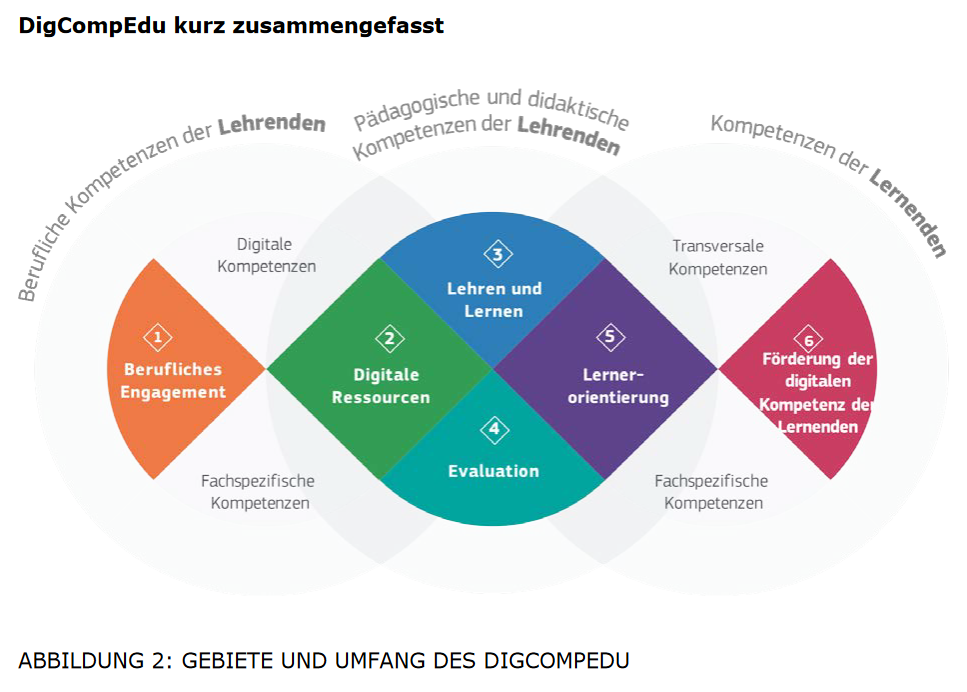 DigCompEdu kurz zusammengefasst
Berufliche Kompetenzen der Lehrenden
Pädagogische und didaktische
Kompetenzen der Lehrenden
Kompetenzen der Lernenden
Digitale
Kompetenzen
Transversale
Kompetenzen
1
Berufliches
Engagement
2
Digitale
Ressourcen
3
Lehren und
Lernen
4
Evaluation
5
Lerner-
orientierung
6
Förderung der
digitalen
Kompetenz der
Lernenden
Fachspezifische
Kompetenzen
Fachspezifische
Kompetenzen
ABBILDUNG 2: GEBIETE UND UMFANG DES DIGCOMPEDU